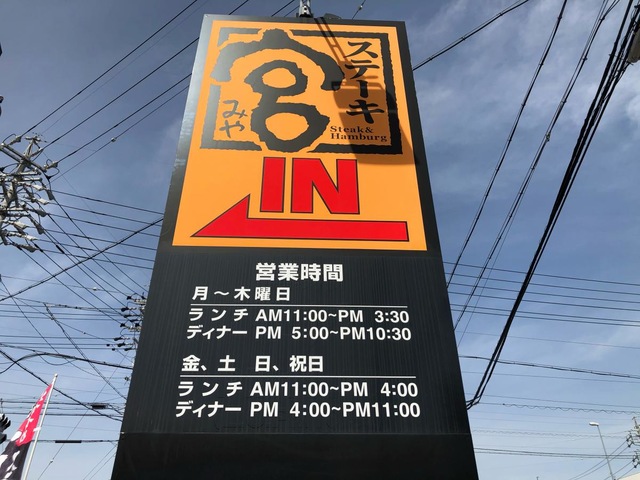 ステーキ
宮
みや
Steak&
Hamburg
IN
営業時間
月～木曜日
ランチ AM11:00~PM 3:30
ディナー PM 5:00~PM10:30
金、土 日、祝日
ランチ AM11:00~PM 4:00
ディナー PM 4:00~PM11:00